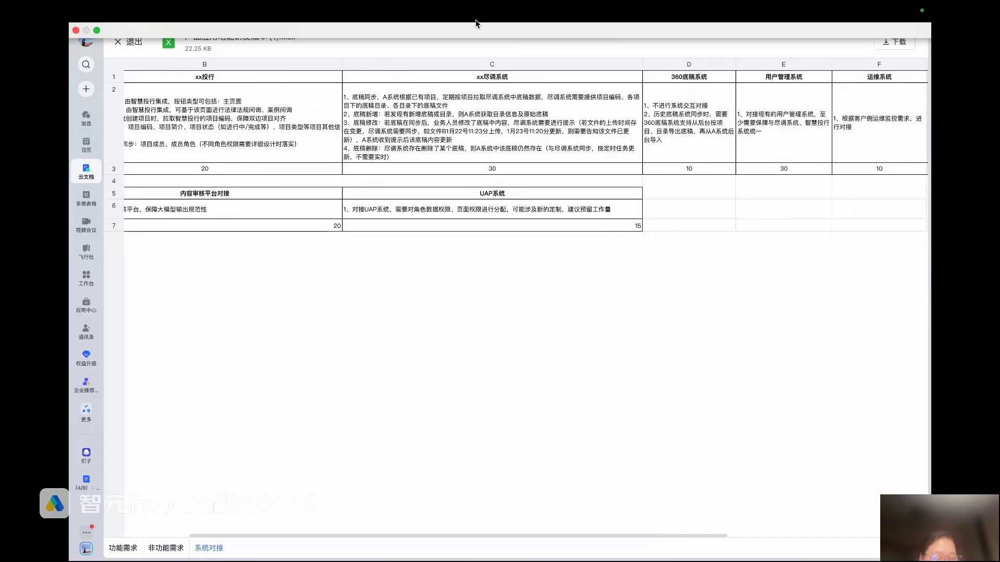 退出
22.25 KB
下载
B
C
D
E
F
1
xx投行
xx尽调系统
360底稿系统
用户管理系统
运维系统
2
由智慧投行集成，按钮类型可包括：主页面
由智慧投行集成，可基于该页面进行法律法规问询、案例问询
创建项目时，拉取智慧投行的项目编码，保障双边项目对齐
项目编码、项目简介、项目状态（如进行中/完成等）、项目类型等项目其他信
步：项目成员、成员角色（不同角色权限需要详细设计时落实）
1、底稿同步，A系统根据已有项目，定期按项目拉取尽调系统中底稿数据，尽调系统需要提供项目编码、各项
目下的底稿目录、各目录下的底稿文件
2、底稿新增：若发现有新增底稿或目录，则A系统获取目录信息及原始底稿
3、底稿修改：若底稿在同步后，业务人员修改了底稿中内容，尽调系统需要进行提示（若文件的上传时间存
在变更，尽调系统需要同步，如文件B1月22号11:23分上传，1月23号11:20分更新，则需要告知该文件已更
新），A系统收到提示后该底稿内容更新
4、底稿删除：尽调系统存在删除了某个底稿，则A系统中该底稿仍然存在（与尽调系统同步，按定时任务更
新，不需要实时）
1、不进行系统交互对接
2、历史底稿系统同步时，需要
360底稿系统支持从后台按项
目、目录导出底稿，再从A系统后
台导入
1、对接现有的用户管理系统，至
少需要保障与尽调系统、智慧投行
系统统一
1、根据客户侧运维监控需求，进
行对接
3
20
30
10
30
10
4
5
内容审核平台对接
UAP系统
6
平台，保障大模型输出规范性
1、对接UAP系统，需要对角色数据权限、页面权限进行分配，可能涉及新的定制，建议预留工作量
7
20
15
消息
25
日历
云文档
多维表格
视频会议
飞行社
工作台
应用中心
通讯录
权益升级
企业推荐...
更多
扣子
(4/9) : ...
智元
功能需求
非功能需求
系统对接